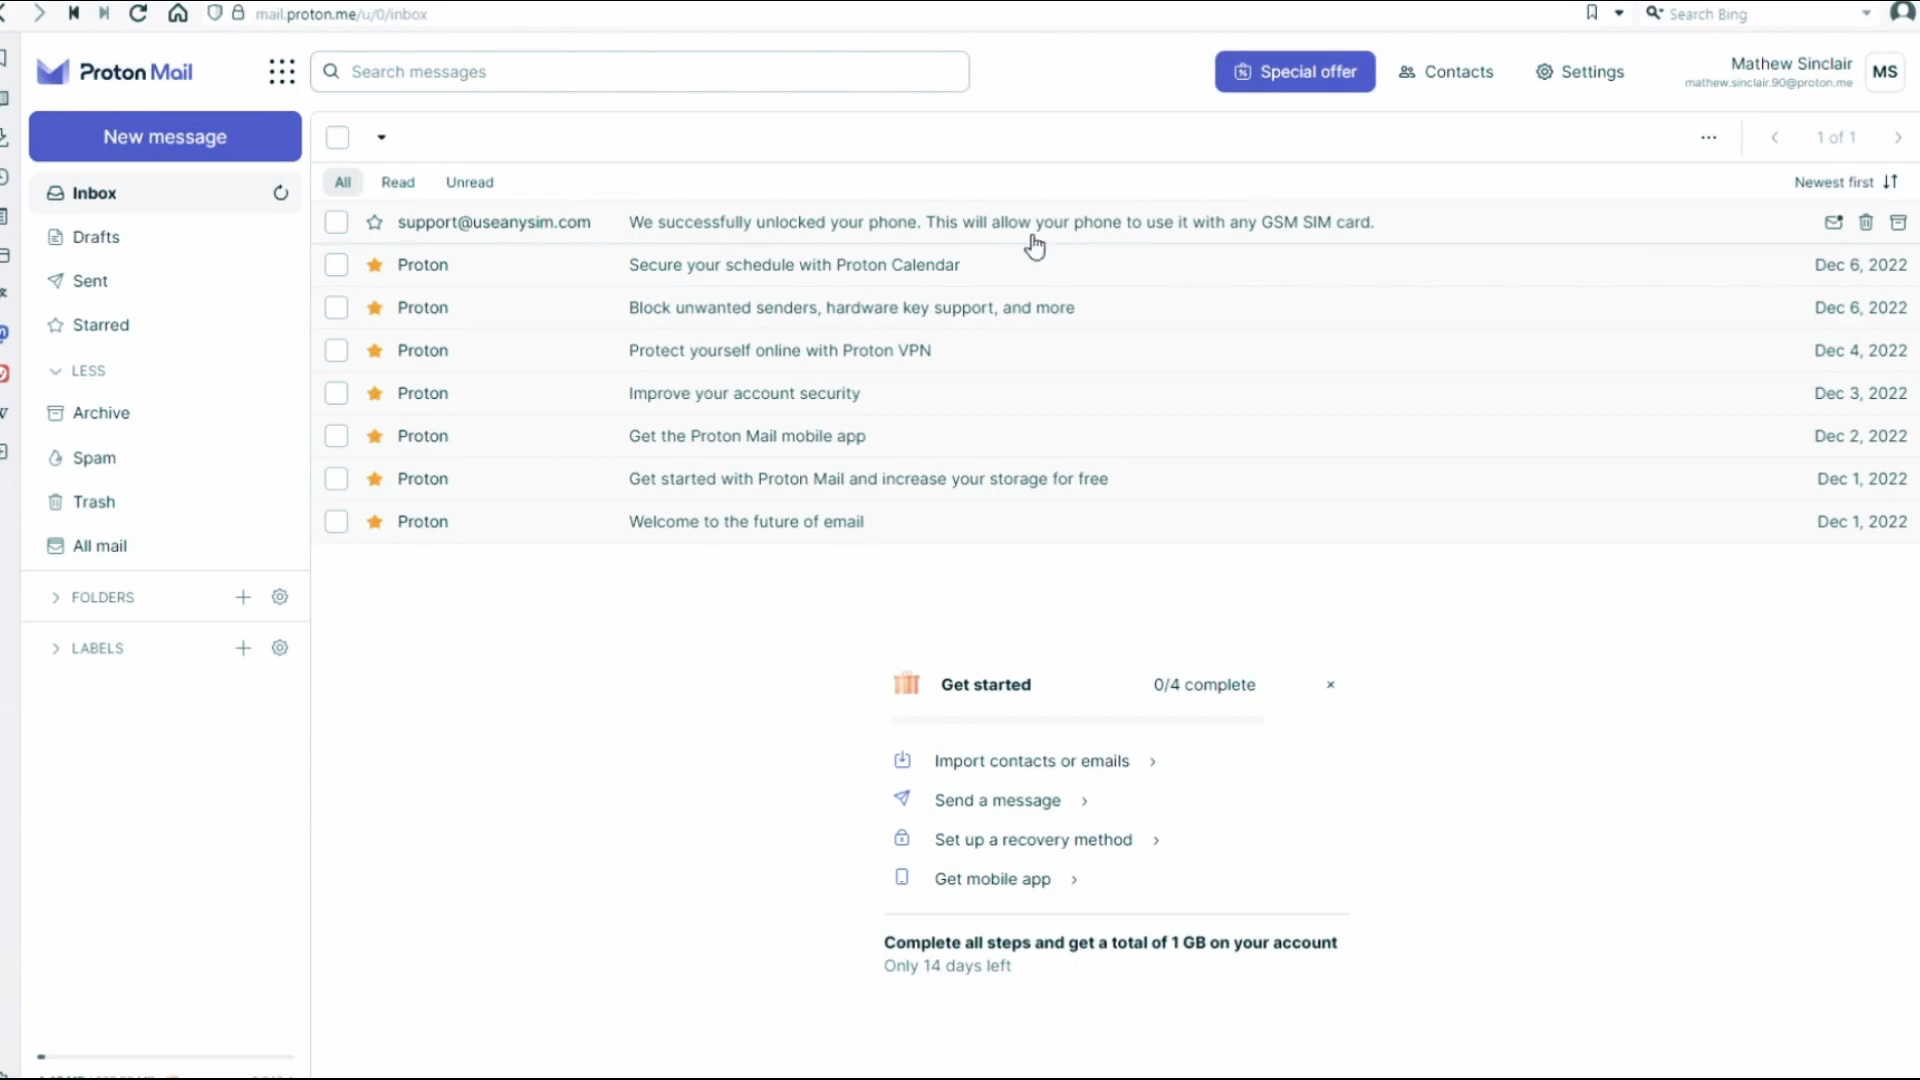 mail.proton.me/u/0/inbox
Search Bing
Proton Mail
Search messages
Special offer
Contacts
Settings
Mathew Sinclair
mathew.sinclair.90@proton.me
MS
New message
1 of 1
Inbox
All Read Unread
Newest first
support@useanysim.com We successfully unlocked your phone. This will allow your phone to use it with any GSM SIM card.
Drafts
Proton Secure your schedule with Proton Calendar Dec 6, 2022
Sent
Proton Block unwanted senders, hardware key support, and more Dec 6, 2022
Starred
Proton Protect yourself online with Proton VPN Dec 4, 2022
LESS
Proton Improve your account security Dec 3, 2022
Archive
Proton Get the Proton Mail mobile app Dec 2, 2022
Spam
Proton Get started with Proton Mail and increase your storage for free Dec 1, 2022
Trash
Proton Welcome to the future of email Dec 1, 2022
All mail
FOLDERS
LABELS
Get started 0/4 complete
Import contacts or emails
Send a message
Set up a recovery method
Get mobile app
Complete all steps and get a total of 1 GB on your account
Only 14 days left